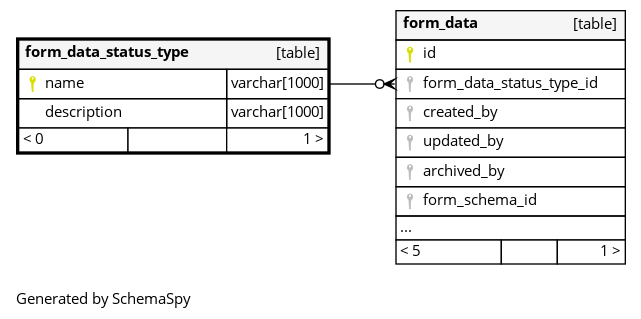 form_data_status_type [table]
name varchar[1000]
description varchar[1000]
< 0 1 >
form_data [table]
id
form_data_status_type_id
created_by
updated_by
archived_by
form_schema_id
...
< 5 1 >
Generated by SchemaSpy